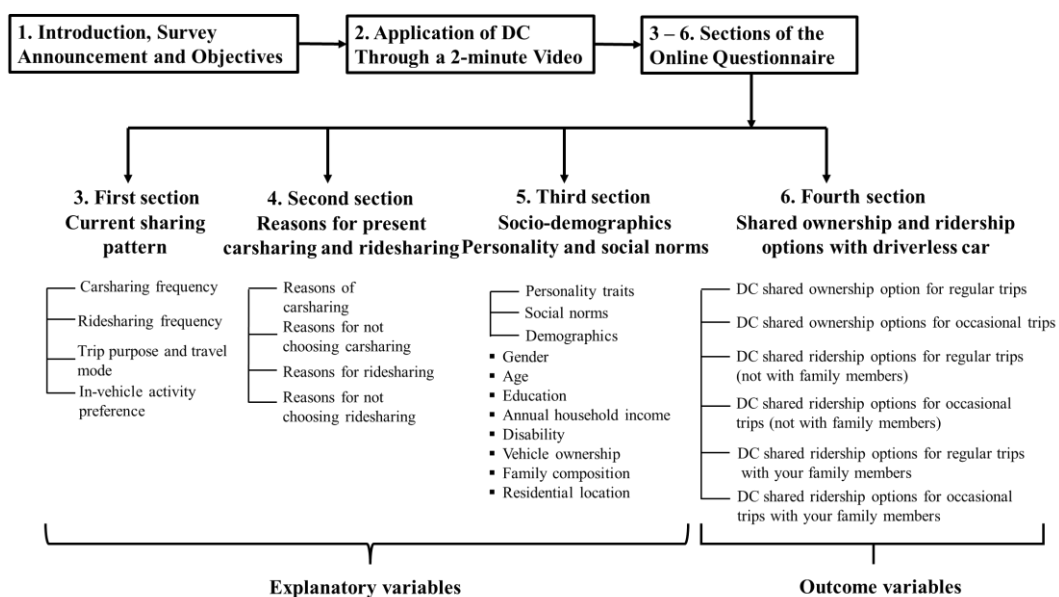 1. Introduction, Survey
Announcement and Objectives
2. Application of DC
Through a 2-minute Video
3 – 6. Sections of the
Online Questionnaire
3. First section
Current sharing
pattern
Carsharing frequency
Ridesharing frequency
Trip purpose and travel
mode
In-vehicle activity
preference
4. Second section
Reasons for present
carsharing and ridesharing
Reasons of
carsharing
Reasons for not
choosing carsharing
Reasons for ridesharing
Reasons for not
choosing ridesharing
5. Third section
Socio-demographics
Personality and social norms
Personality traits
Social norms
Demographics
▪ Gender
▪ Age
▪ Education
▪ Annual household income
▪ Disability
▪ Vehicle ownership
▪ Family composition
▪ Residential location
6. Fourth section
Shared ownership and ridership
options with driverless car
DC shared ownership option for regular trips
DC shared ownership options for occasional trips
DC shared ridership options for regular trips
(not with family members)
DC shared ridership options for occasional
trips (not with family members)
DC shared ridership options for regular trips
with your family members
DC shared ridership options for occasional
trips with your family members
Explanatory variables
Outcome variables